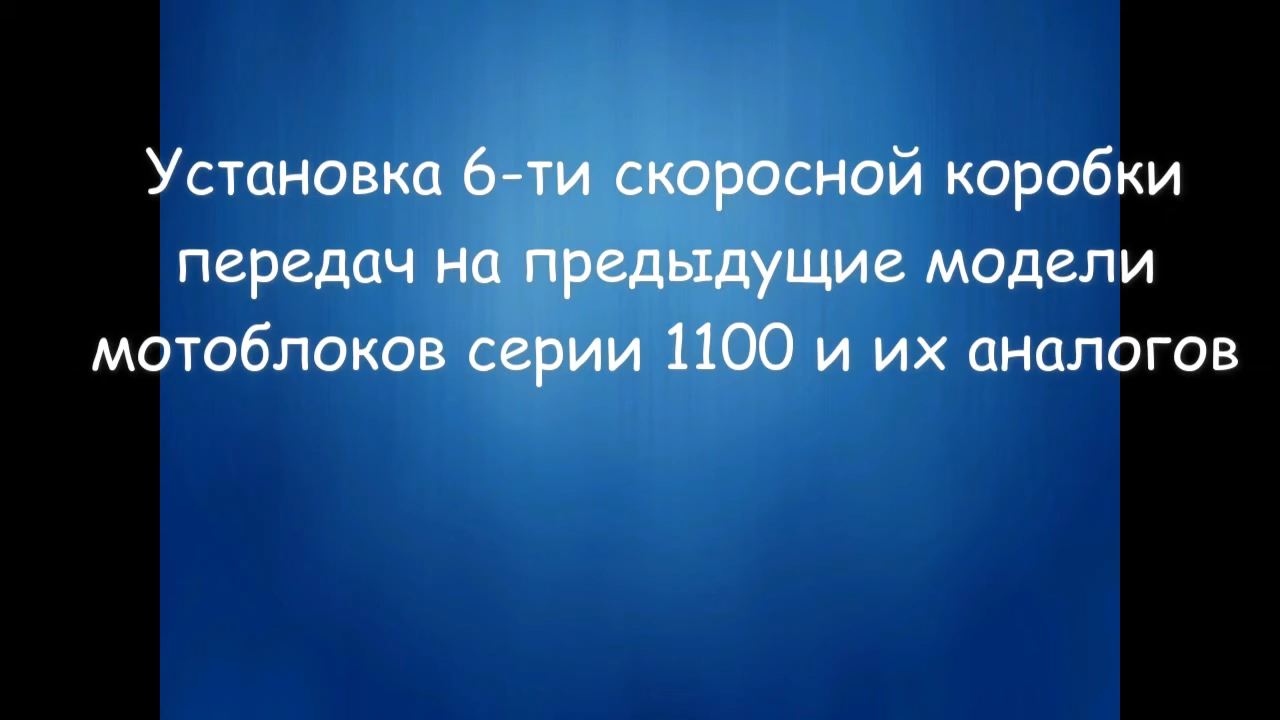 Установка 6-ти скоросной коробки
передач на предыдущие модели
мотоблоков серии 1100 и их аналогов